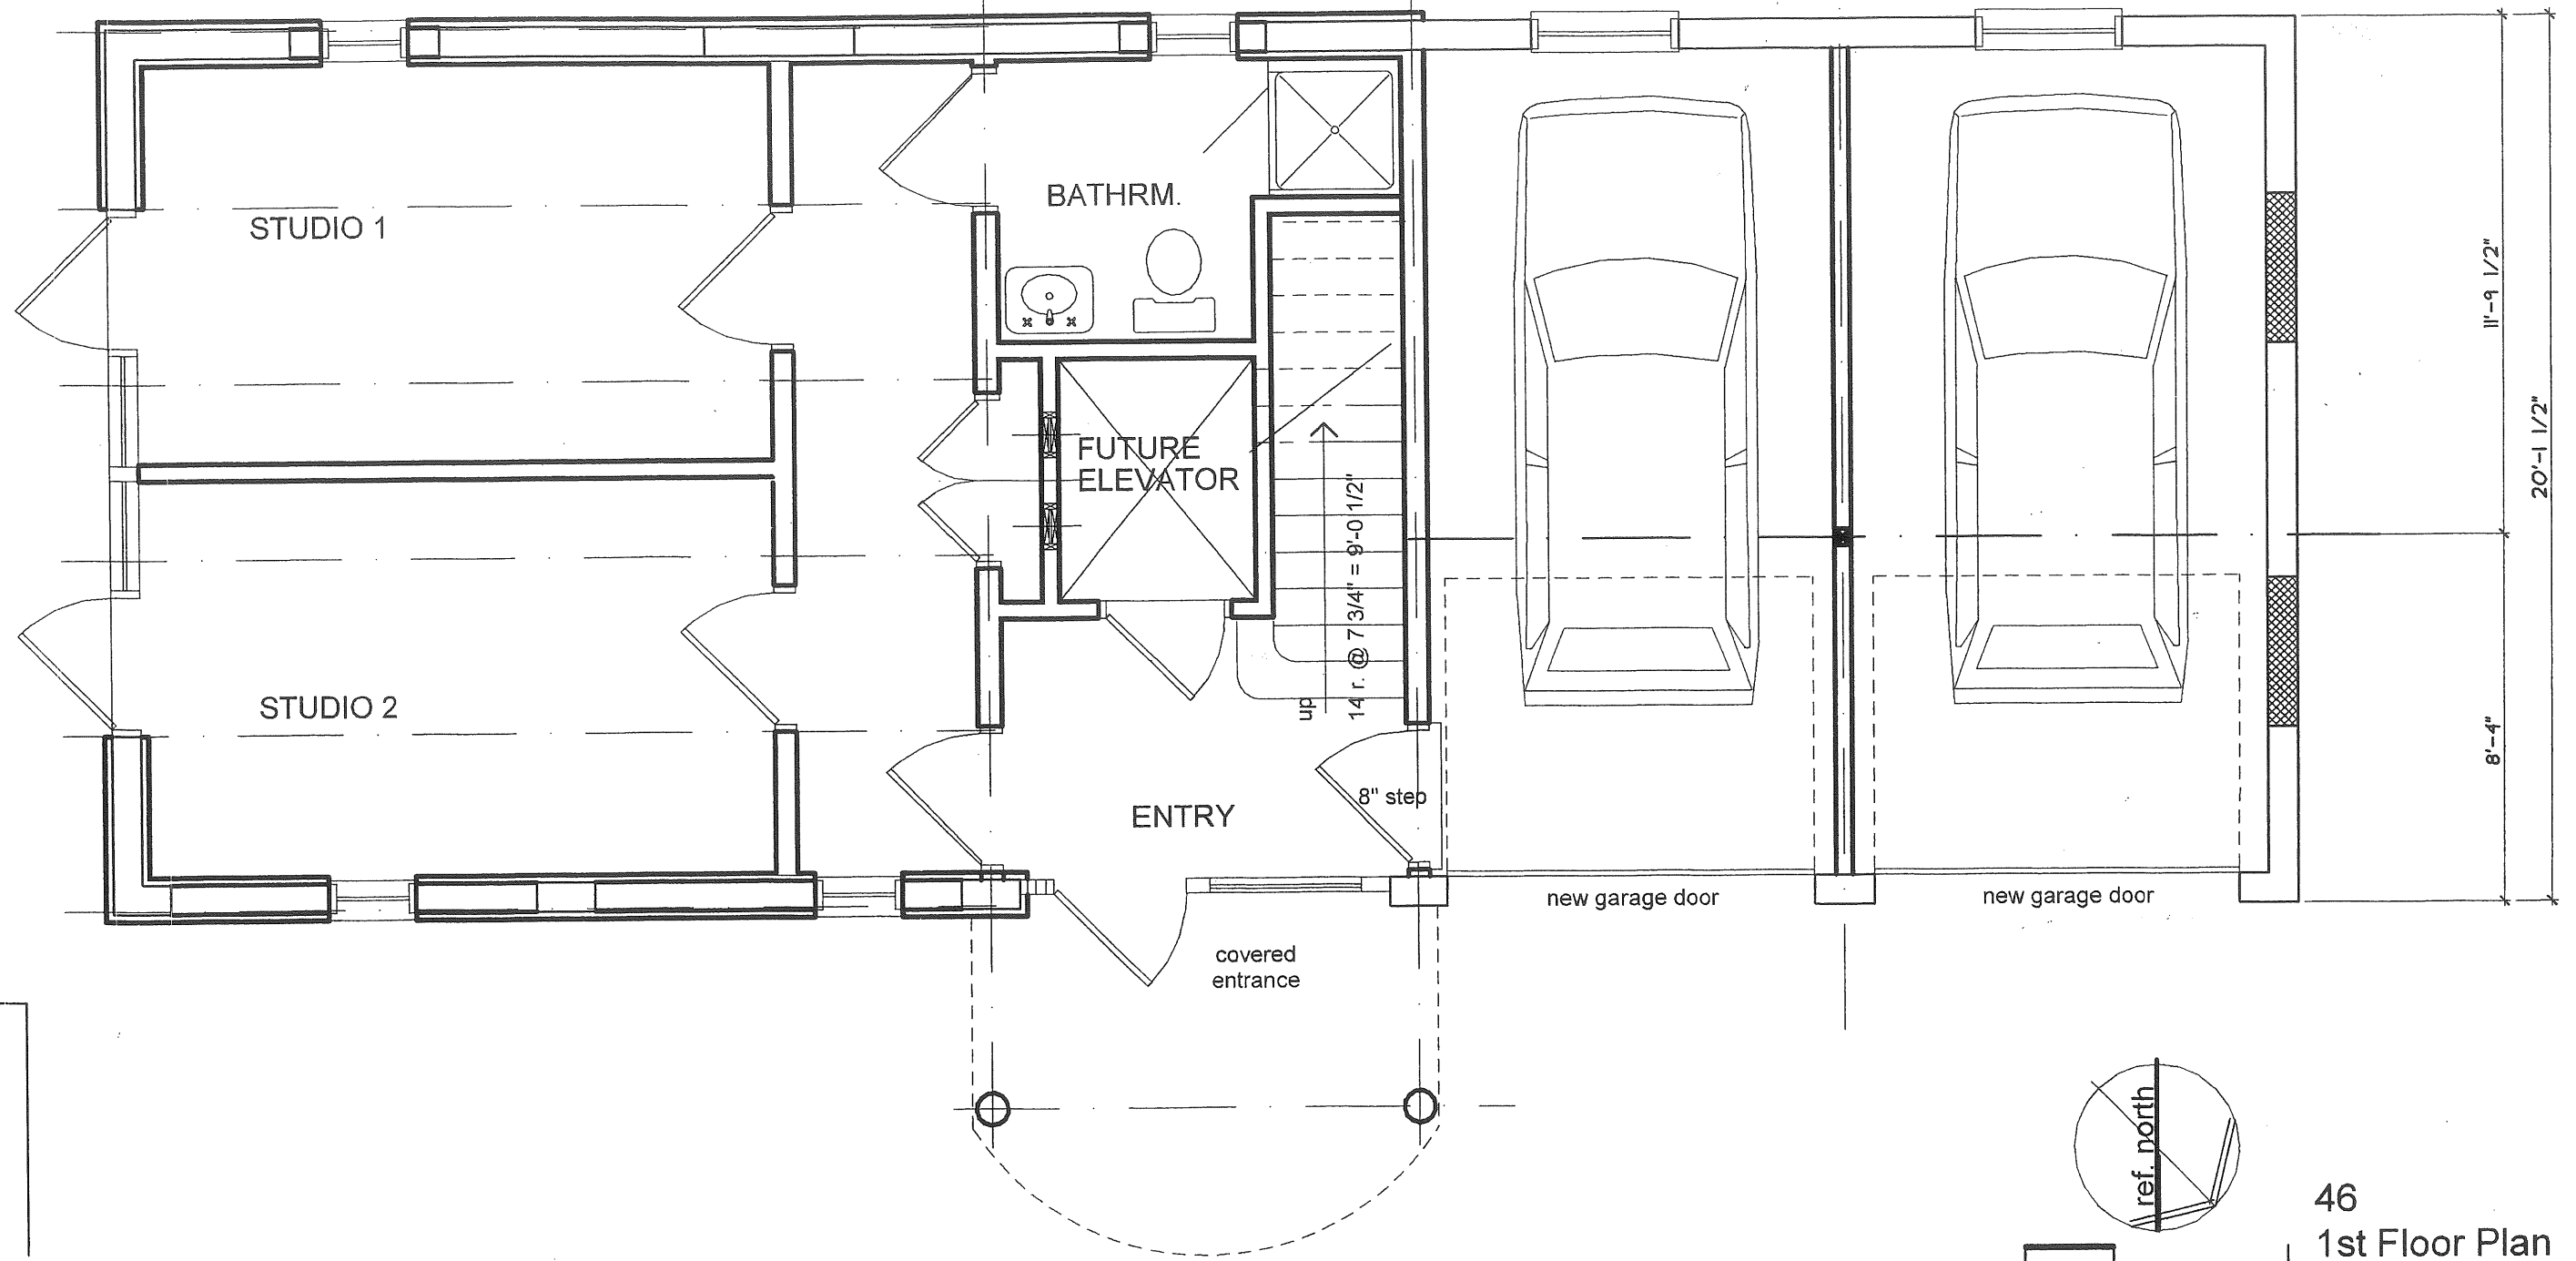 STUDIO 1
BATHRM.
11'-9 1/2"
20'-1 1/2"
FUTURE
ELEVATOR
14 r. @ 7 3/4" = 9'-0 1/2"
up
STUDIO 2
8'-4"
8" step
ENTRY
new garage door
new garage door
covered
entrance
ref. north
46
1st Floor Plan